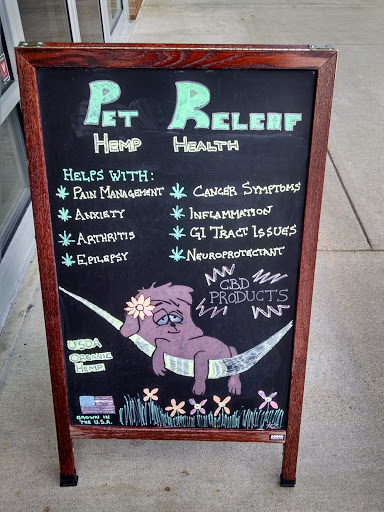 Pet Releaf
Hemp Health
Helps with:
Pain Management
Anxiety
Arthritis
Epilepsy
Cancer Symptoms
Inflammation
GI Tract Issues
Neuroprotectant
CBD
Products
USDA
Organic
Hemp
Grown in
the U.S.A.